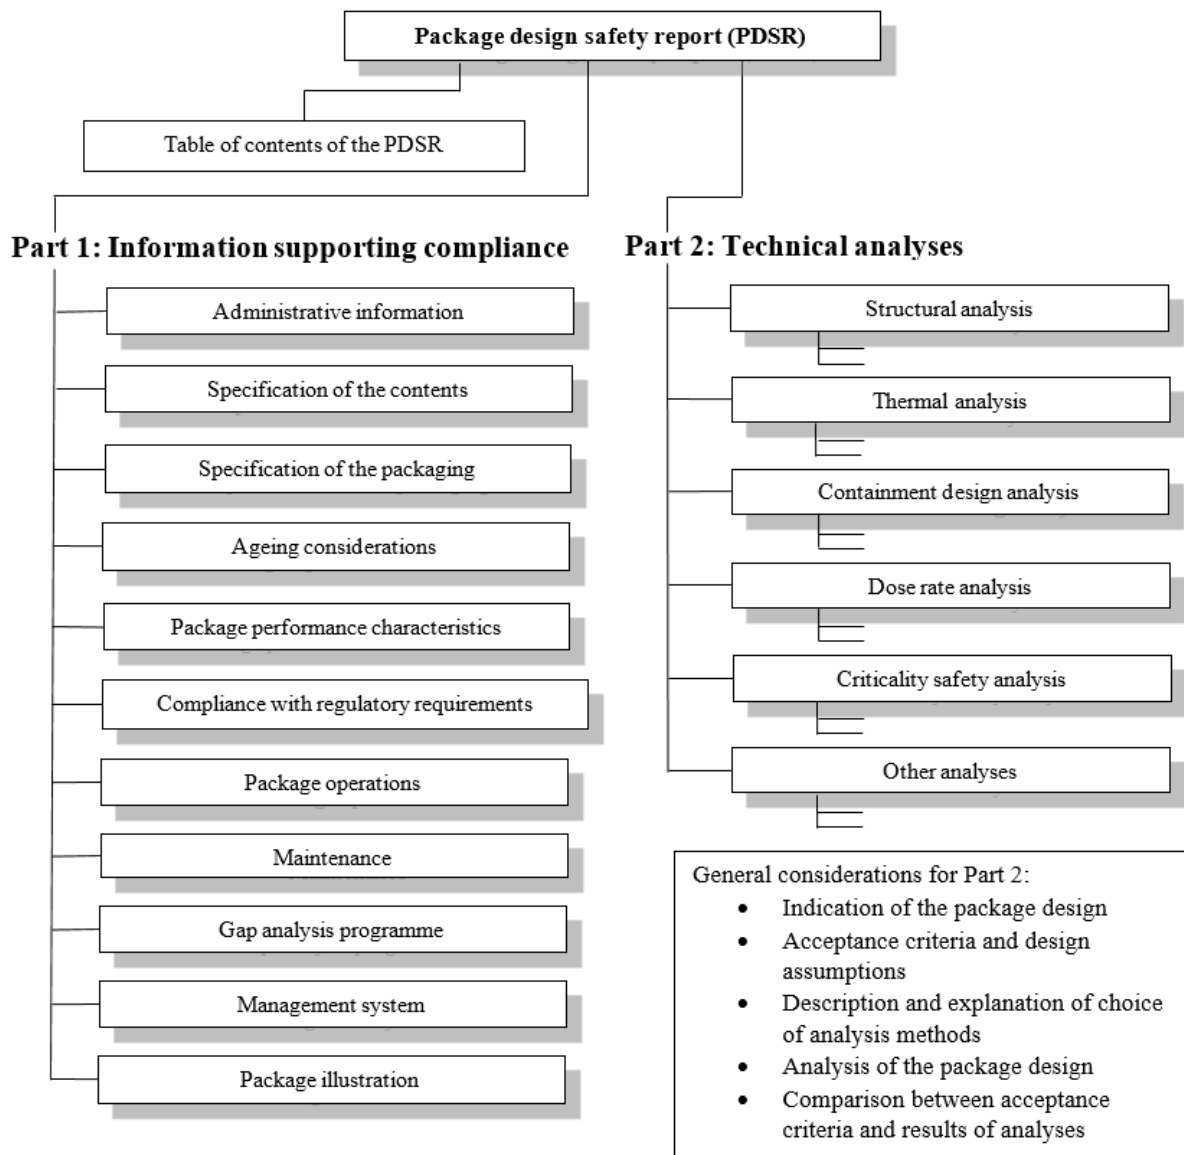 Package design safety report (PDSR)
Table of contents of the PDSR
Part 1: Information supporting compliance
Administrative information
Specification of the contents
Specification of the packaging
Ageing considerations
Package performance characteristics
Compliance with regulatory requirements
Package operations
Maintenance
Gap analysis programme
Management system
Package illustration
Part 2: Technical analyses
Structural analysis
Thermal analysis
Containment design analysis
Dose rate analysis
Criticality safety analysis
Other analyses
General considerations for Part 2:
• Indication of the package design
• Acceptance criteria and design
assumptions
• Description and explanation of choice
of analysis methods
• Analysis of the package design
• Comparison between acceptance
criteria and results of analyses